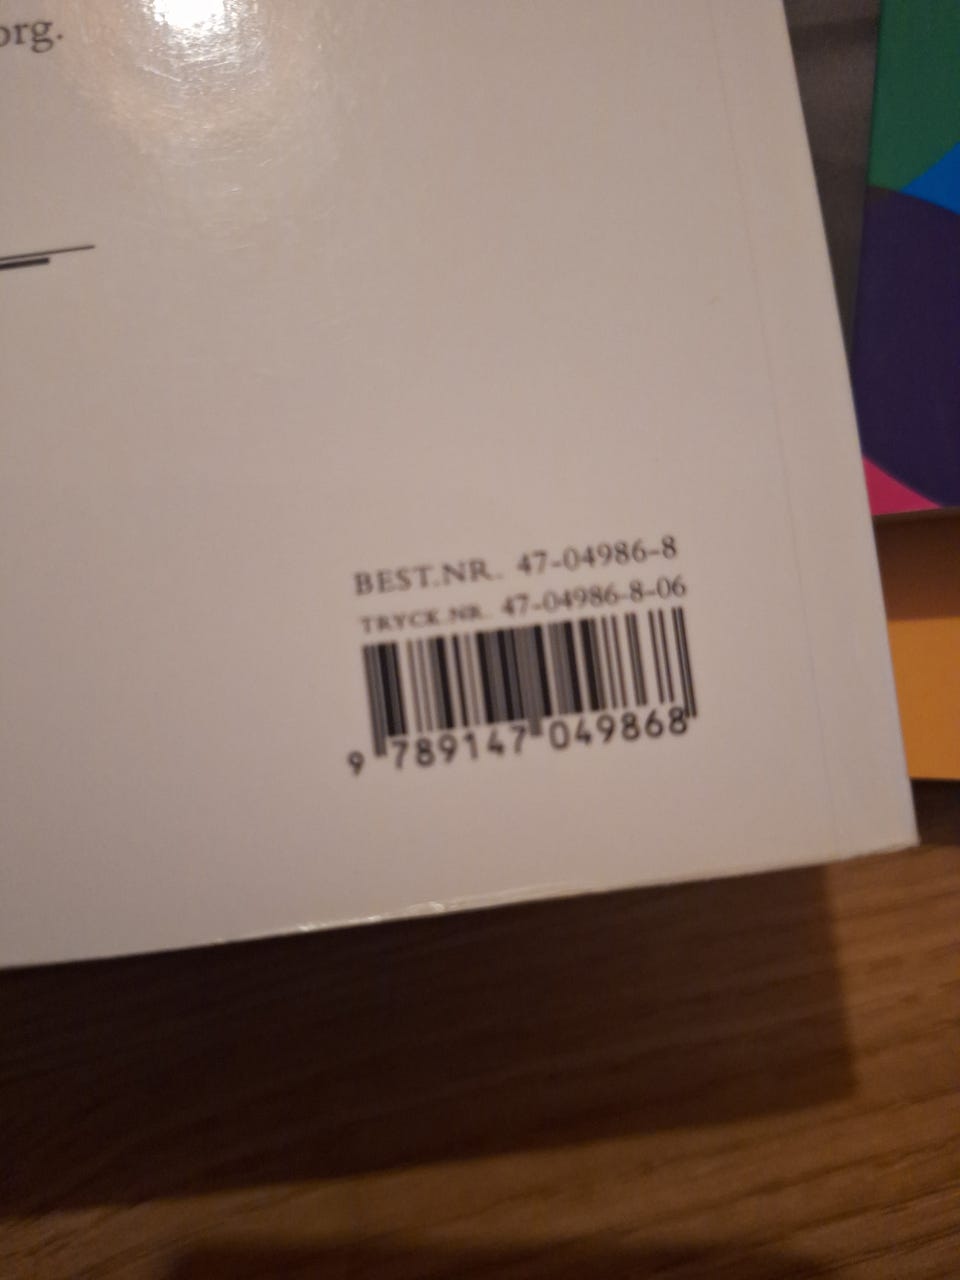 org.
BEST.NR. 47-04986-8
TRYCK.NR. 47-04986-8-06
9 789147 049868